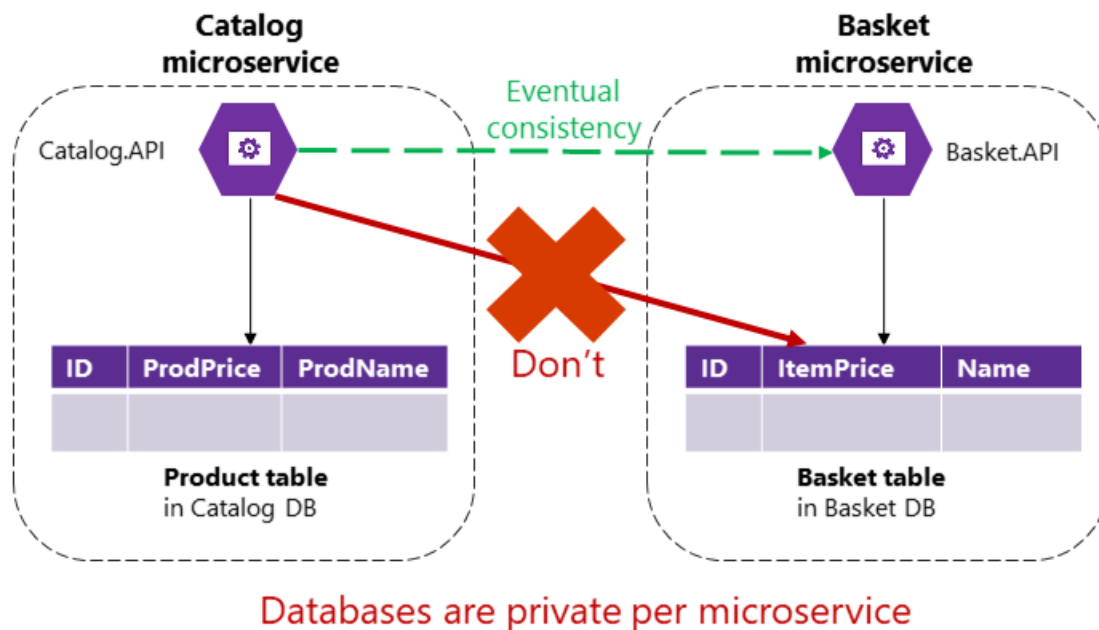 Catalog
microservice
Basket
microservice
Eventual
consistency
Catalog.API
Basket.API
Don't
ID ProdPrice ProdName
ID ItemPrice Name
Product table
in Catalog DB
Basket table
in Basket DB
Databases are private per microservice